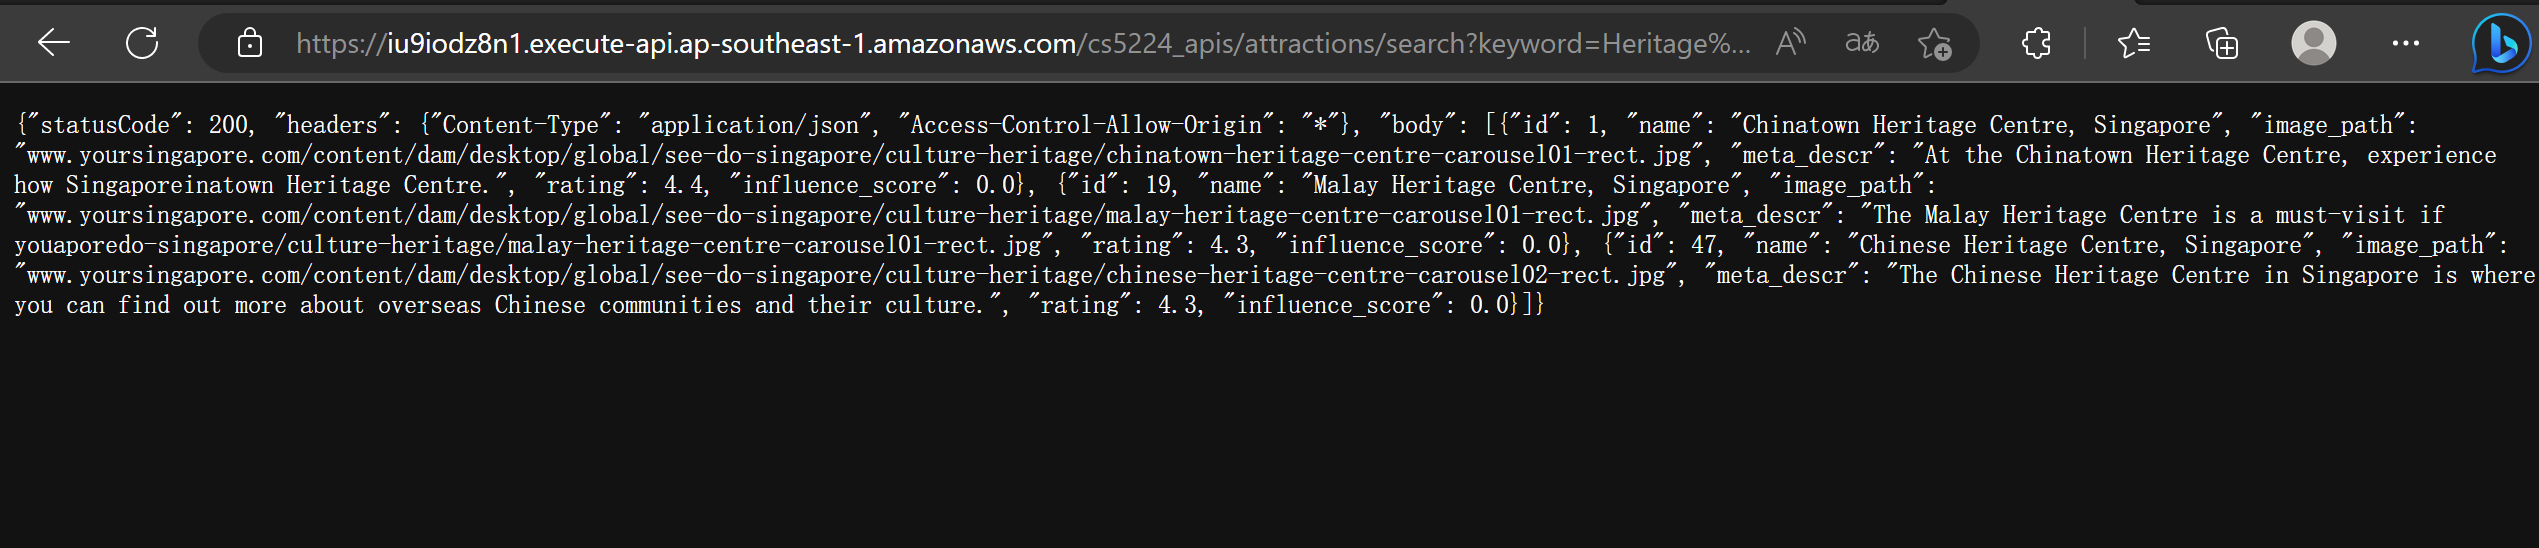 https://iu9iodz8n1.execute-api.ap-southeast-1.amazonaws.com/cs5224_apis/attractions/search?keyword=Heritage%...
{"statusCode": 200, "headers": {"Content-Type": "application/json", "Access-Control-Allow-Origin": "*"}, "body": [{"id": 1, "name": "Chinatown Heritage Centre, Singapore", "image_path":
"www.yoursingapore.com/content/dam/desktop/global/see-do-singapore/culture-heritage/chinatown-heritage-centre-carousel01-rect.jpg", "meta_descr": "At the Chinatown Heritage Centre, experience
how Singaporeinatown Heritage Centre.", "rating": 4.4, "influence_score": 0.0}, {"id": 19, "name": "Malay Heritage Centre, Singapore", "image_path":
"www.yoursingapore.com/content/dam/desktop/global/see-do-singapore/culture-heritage/malay-heritage-centre-carousel01-rect.jpg", "meta_descr": "The Malay Heritage Centre is a must-visit if
youaporedo-singapore/culture-heritage/malay-heritage-centre-carousel01-rect.jpg", "rating": 4.3, "influence_score": 0.0}, {"id": 47, "name": "Chinese Heritage Centre, Singapore", "image_path":
"www.yoursingapore.com/content/dam/desktop/global/see-do-singapore/culture-heritage/chinese-heritage-centre-carousel02-rect.jpg", "meta_descr": "The Chinese Heritage Centre in Singapore is where
you can find out more about overseas Chinese communities and their culture.", "rating": 4.3, "influence_score": 0.0}]}